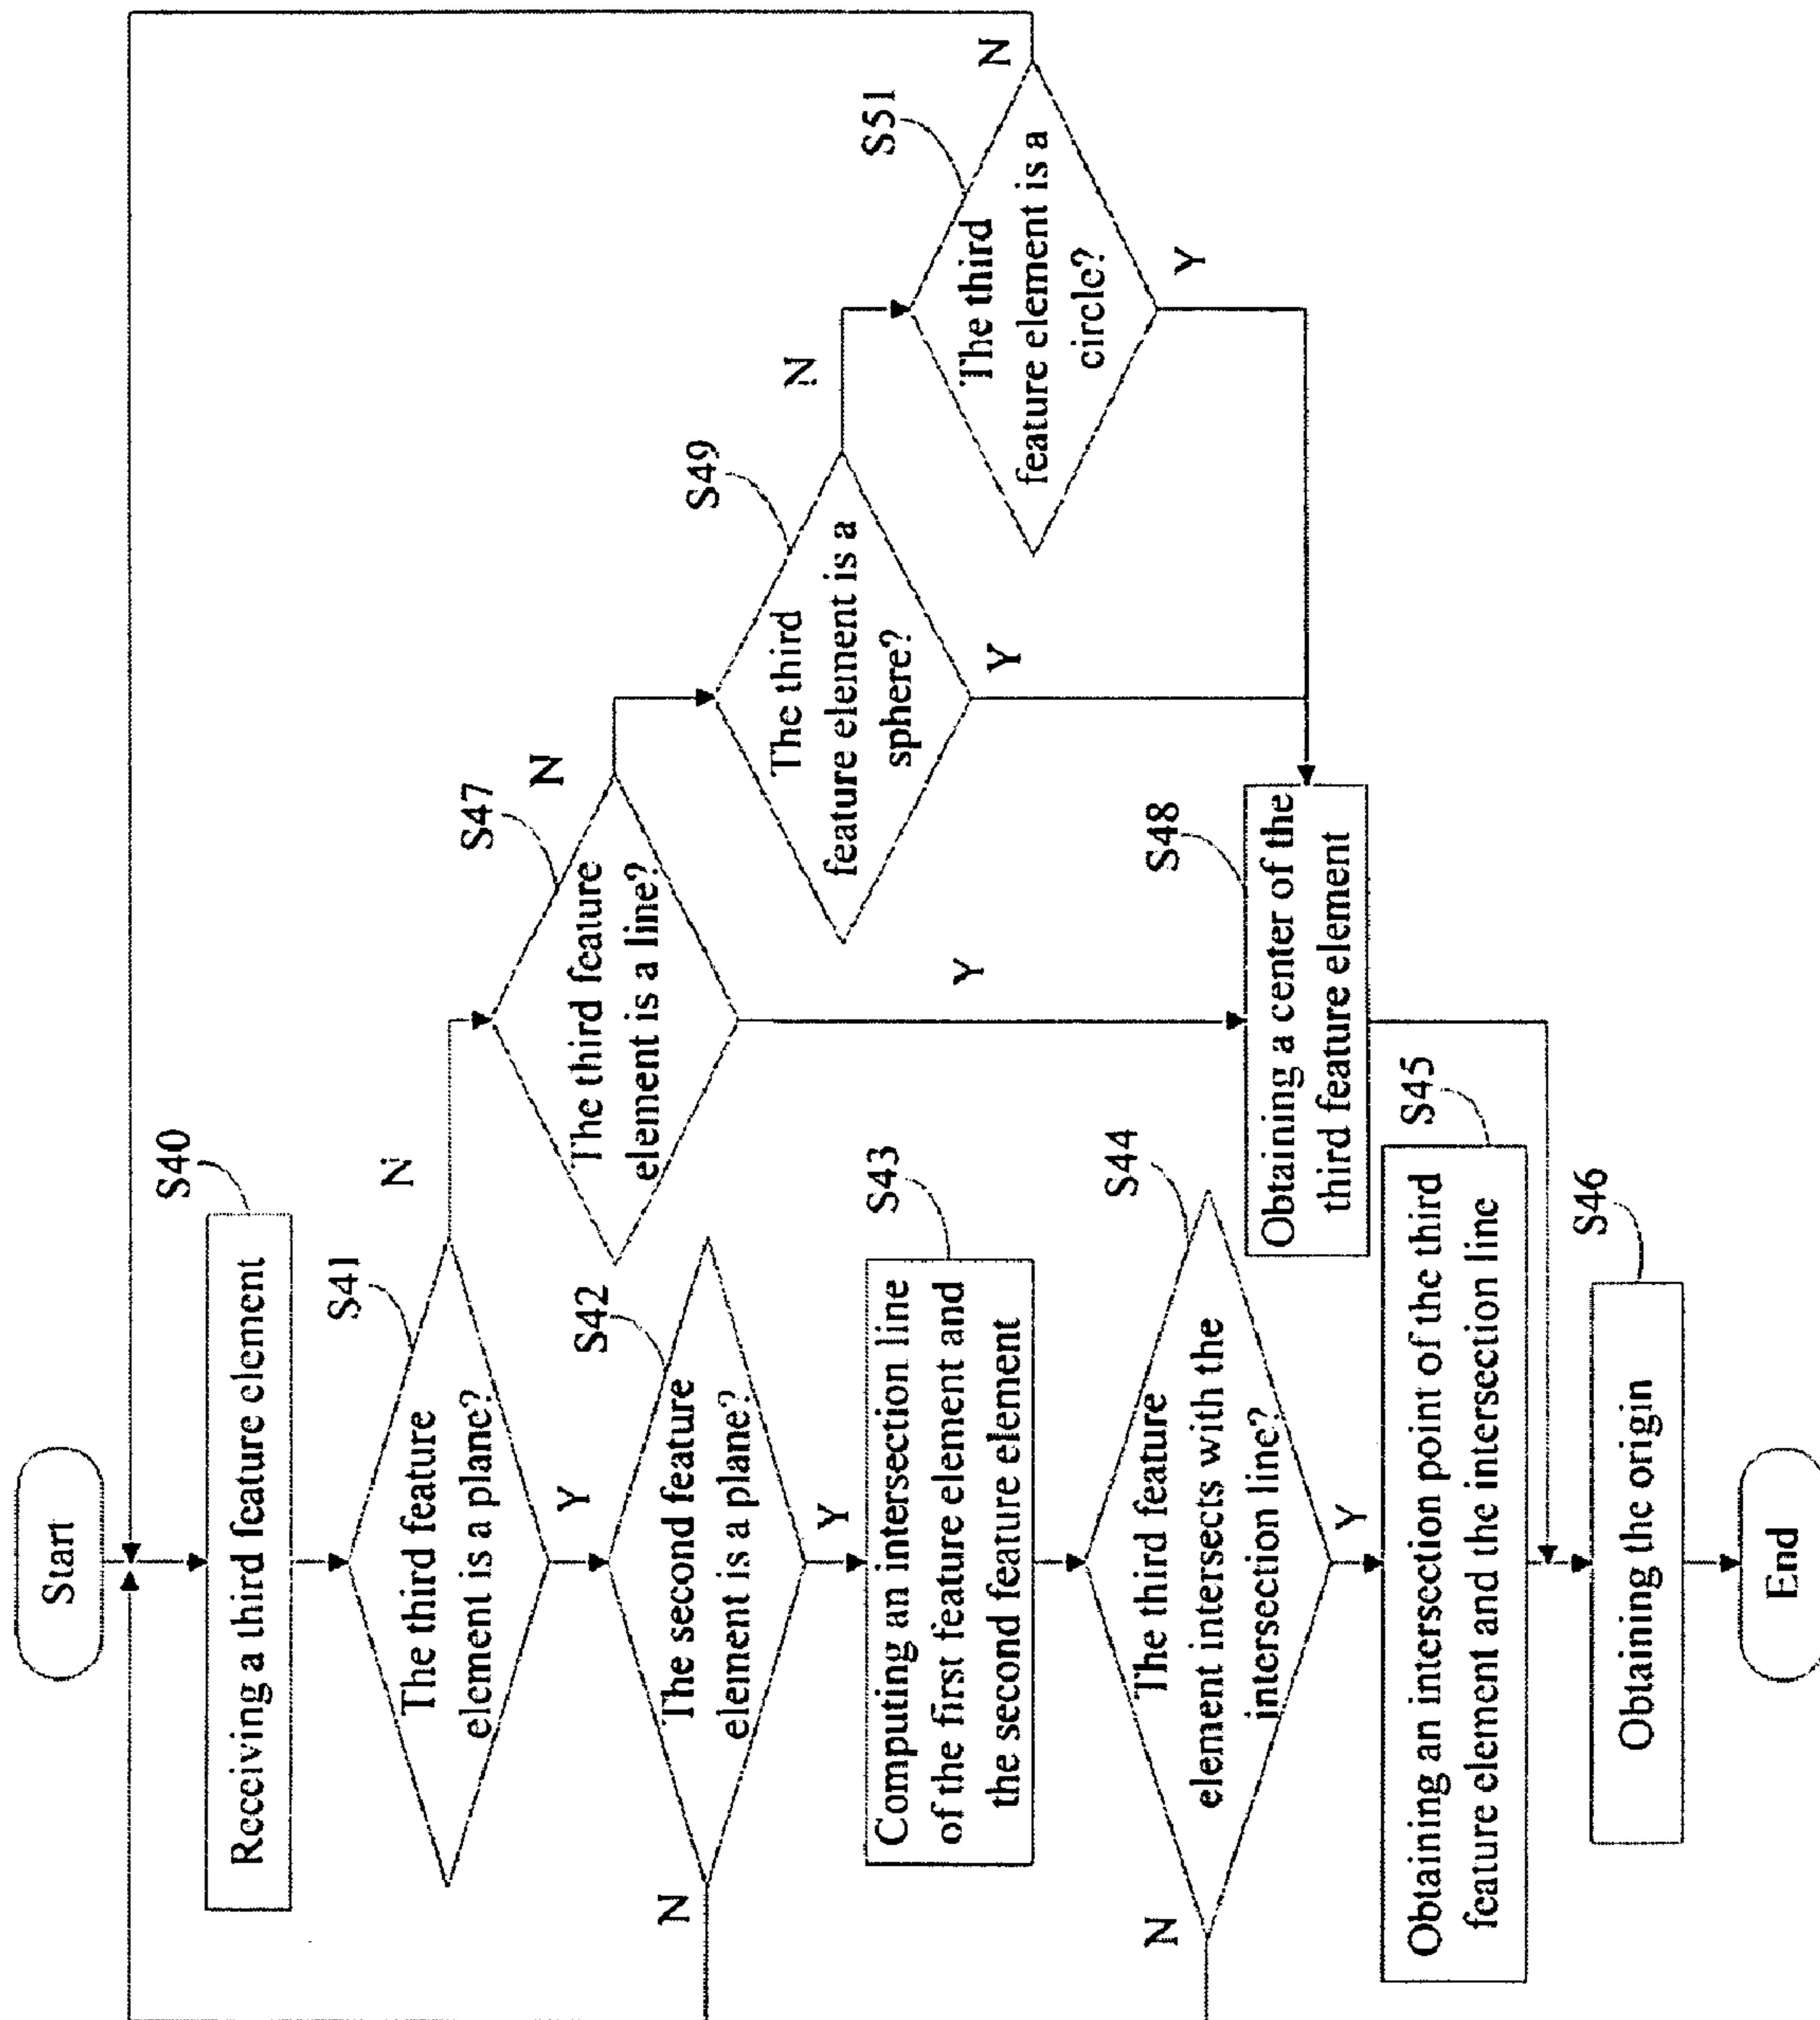 Start
S40
Receiving a third feature element
S41
The third feature
element is a plane?
N
Y
S42
The second feature
element is a plane?
N
Y
S43
Computing an intersection line
of the first feature element and
the second feature element
S44
The third feature
element intersects with the
intersection line?
N
Y
S45
Obtaining an intersection point of the third
feature element and the intersection line
S46
Obtaining the origin
End
S47
The third feature
element is a line?
N
Y
S48
Obtaining a center of the
third feature element
S49
The third
feature element is a
sphere?
N
Y
S51
The third
feature element is a
circle?
N
Y